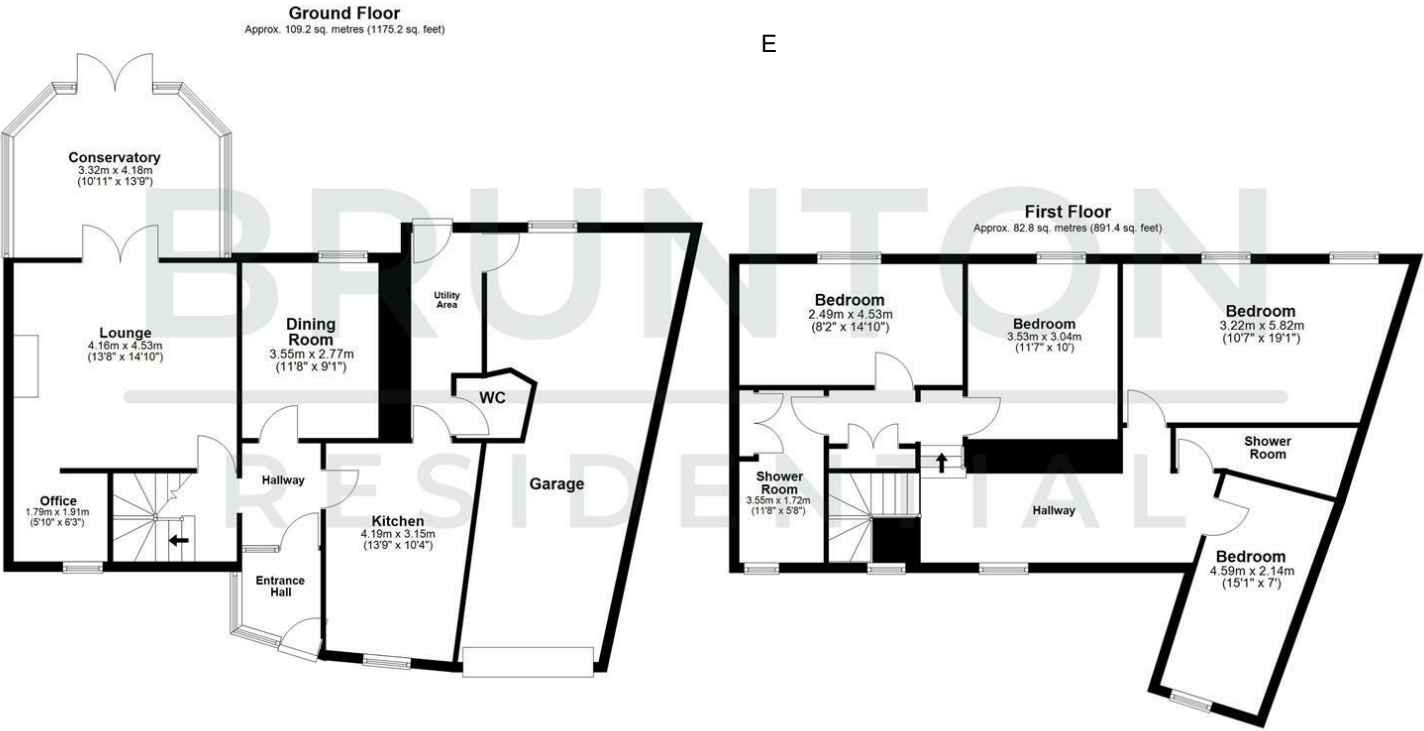 Ground Floor
Approx. 109.2 sq. metres (1175.2 sq. feet)
E
Conservatory
3.32m x 4.18m
(10'11" x 13'9")
BRUNTON
RESIDENTIAL
Lounge
4.16m x 4.53m
(13'8" x 14'10")
Dining
Room
3.55m x 2.77m
(11'8" x 9'1")
Utility
Area
WC
Garage
Hallway
Kitchen
4.19m x 3.15m
(13'9" x 10'4")
Office
1.79m x 1.91m
(5'10" x 6'3")
Entrance
Hall
First Floor
Approx. 82.8 sq. metres (891.4 sq. feet)
Bedroom
2.49m x 4.53m
(8'2" x 14'10")
Bedroom
3.53m x 3.04m
(11'7" x 10')
Bedroom
3.22m x 5.82m
(10'7" x 19'1")
Shower
Room
Shower
Room
3.55m x 1.72m
(11'8" x 5'8")
Hallway
Bedroom
4.59m x 2.14m
(15'1" x 7')